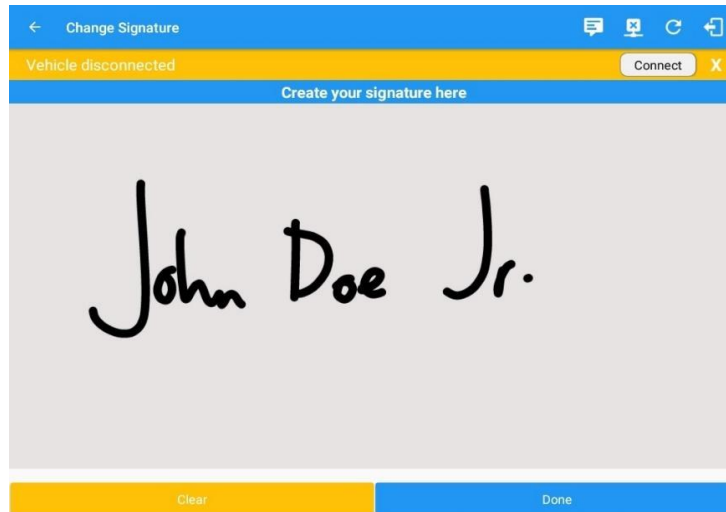 Change Signature
Vehicle disconnected Connect X
Create your signature here
John Doe Jr.
Clear Done